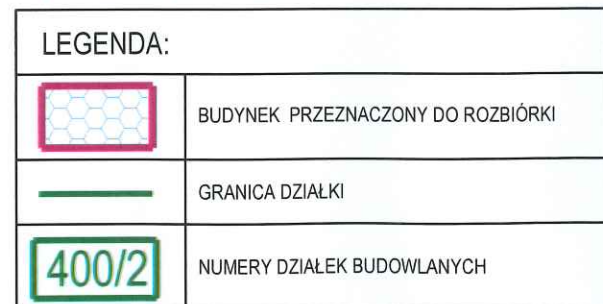 LEGENDA:
BUDYNEK PRZEZNACZONY DO ROZBIÓRKI
GRANICA DZIAŁKI
400/2 NUMERY DZIAŁEK BUDOWLANYCH